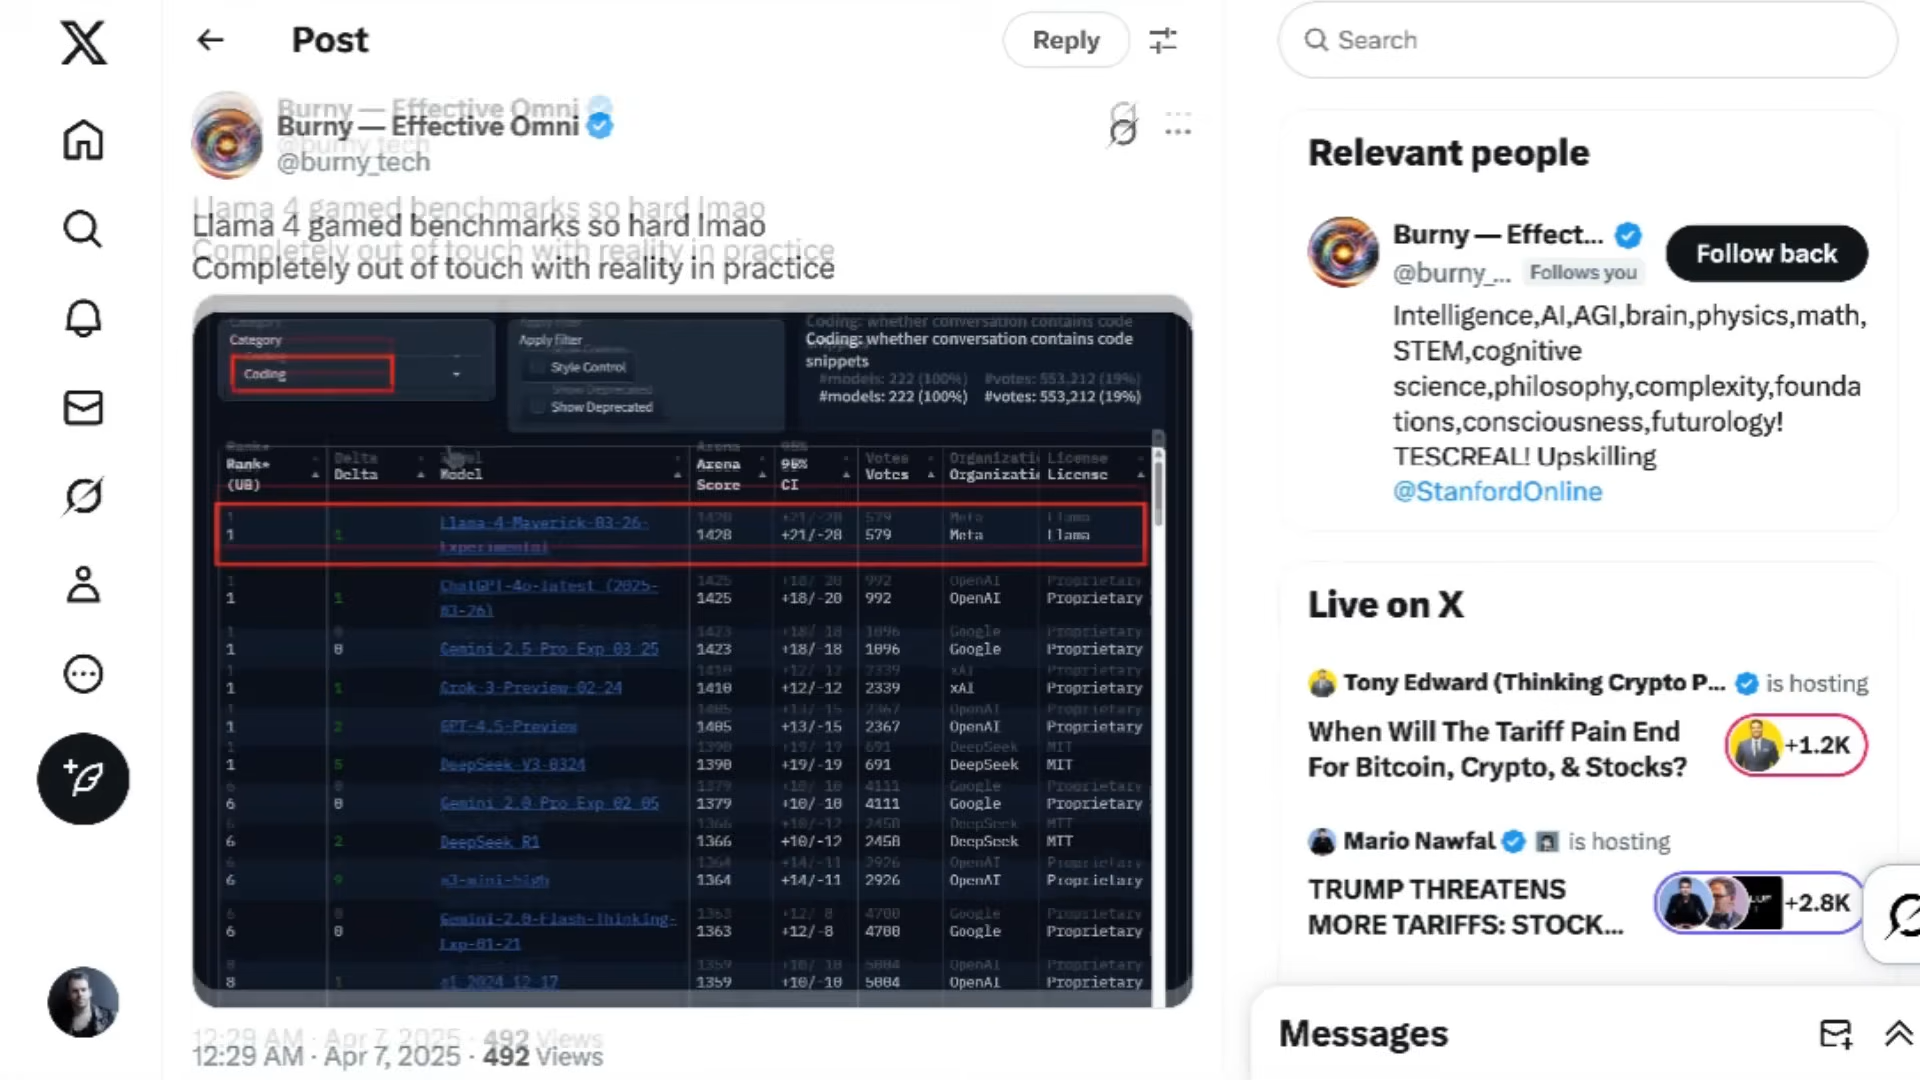 Post
Reply
Search
Burny — Effective Omni
@burny_tech
Llama 4 gamed benchmarks so hard lmao
Completely out of touch with reality in practice
Category
Coding
Apply filter
Style Control
Show Deprecated
Coding: whether conversation contains code
snippets
#models: 222 (100%) #votes: 553,212 (19%)
Rank* (UB) Delta Model Arena Score 95% CI Votes Organizati License
1 1 Llama-4-Maverick-03-26-Experimental 1428 +21/-28 579 Meta Llama
1 1 ChatGPT-4o-latest (2025-03-26) 1425 +18/-20 992 OpenAI Proprietary
1 0 Gemini-2.5-Pro-Exp-03-25 1423 +18/-18 1096 Google Proprietary
1 1 Grok-3-Preview-02-24 1410 +12/-12 2339 xAI Proprietary
1 2 GPT-4.5-Preview 1405 +13/-15 2367 OpenAI Proprietary
1 5 DeepSeek-V3-0324 1390 +19/-19 691 DeepSeek MIT
6 0 Gemini-2.0-Pro-Exp-02-05 1379 +10/-10 4111 Google Proprietary
6 2 DeepSeek-R1 1366 +10/-12 2458 DeepSeek MIT
6 9 o3-mini-high 1364 +14/-11 2926 OpenAI Proprietary
6 0 Gemini-2.0-Flash-Thinking-Exp-01-21 1363 +12/-8 4700 Google Proprietary
8 1 o1-2024-12-17 1359 +10/-10 5004 OpenAI Proprietary
12:29 AM · Apr 7, 2025 · 492 Views
Relevant people
Burny — Effect...
@burny_... Follows you
Follow back
Intelligence,AI,AGI,brain,physics,math,
STEM,cognitive
science,philosophy,complexity,founda
tions,consciousness,futurology!
TESCREAL! Upskilling
@StanfordOnline
Live on X
Tony Edward (Thinking Crypto P... is hosting
When Will The Tariff Pain End
For Bitcoin, Crypto, & Stocks?
+1.2K
Mario Nawfal is hosting
TRUMP THREATENS
MORE TARIFFS: STOCK...
+2.8K
Messages